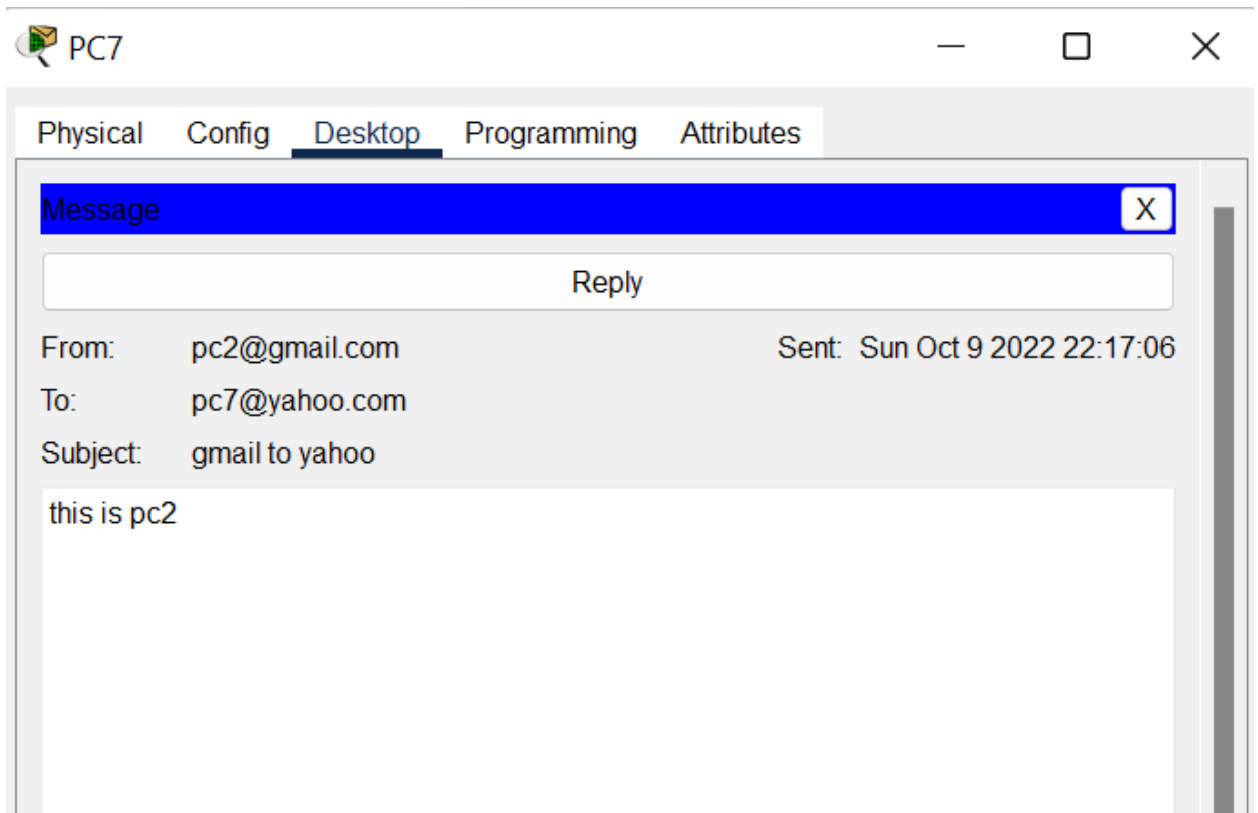 PC7
Physical Config Desktop Programming Attributes
Message X
Reply
From: pc2@gmail.com Sent: Sun Oct 9 2022 22:17:06
To: pc7@yahoo.com
Subject: gmail to yahoo
this is pc2